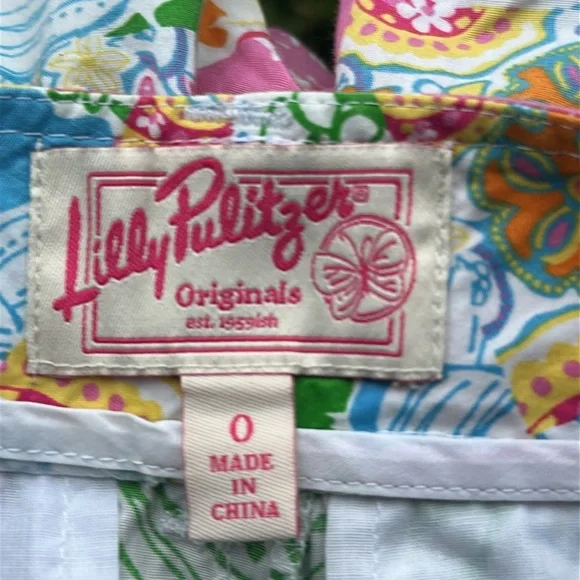 Lilly Pulitzer®
Originals
est. 1959ish
0
MADE
IN
CHINA